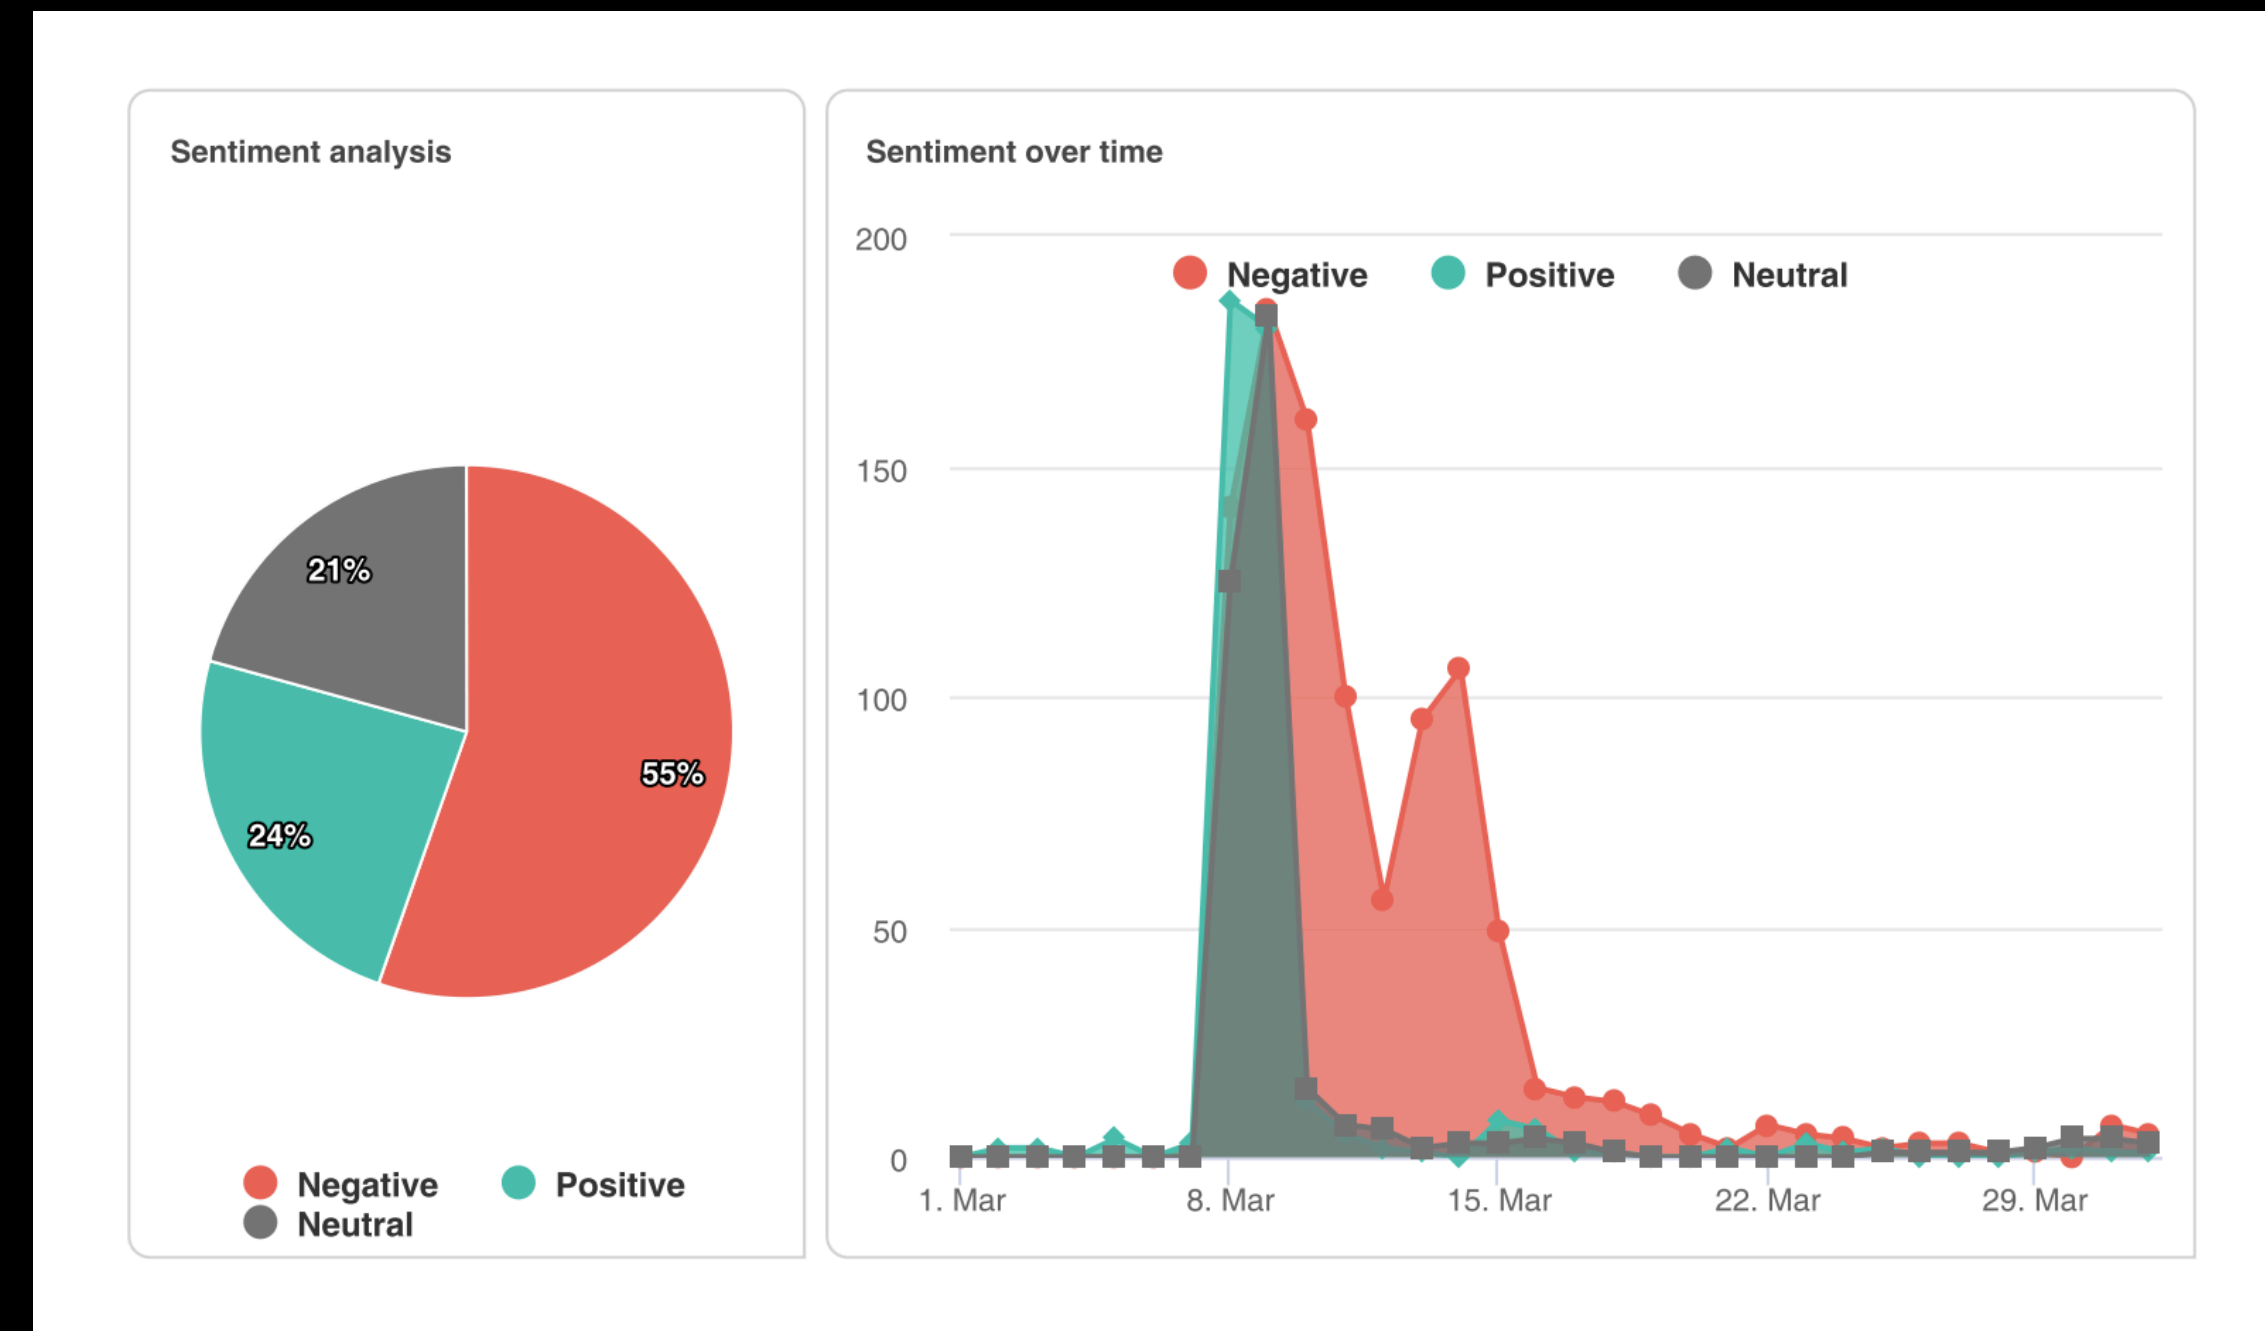 Sentiment analysis
21%
55%
24%
Negative Positive
Neutral
Sentiment over time
200
Negative Positive Neutral
150
100
50
0
1. Mar 8. Mar 15. Mar 22. Mar 29. Mar